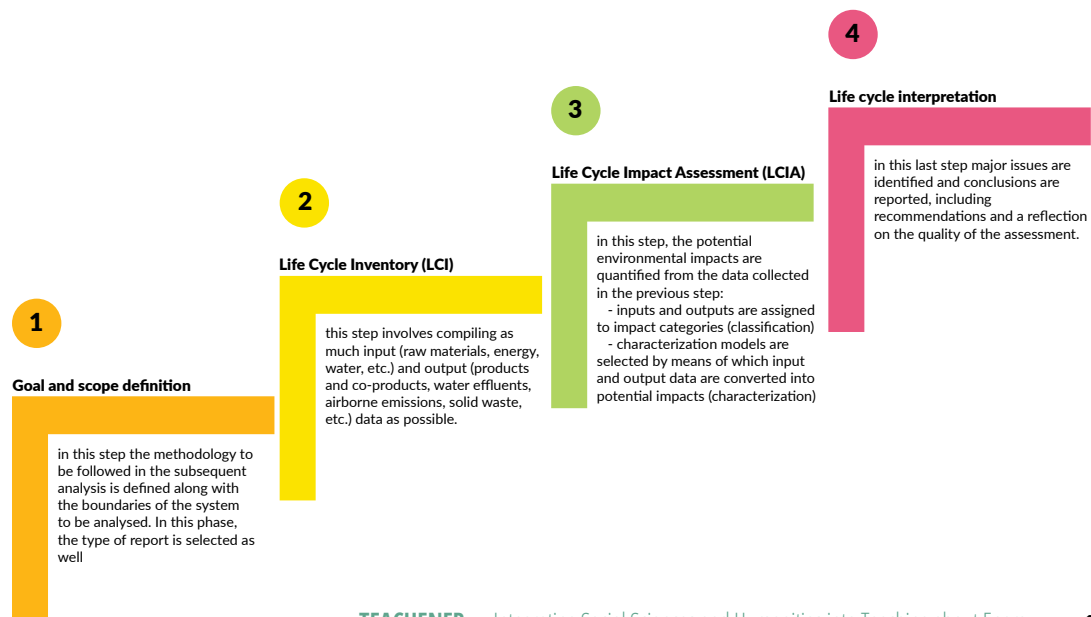 1
Goal and scope definition
in this step the methodology to
be followed in the subsequent
analysis is defined along with
the boundaries of the system
to be analysed. In this phase,
the type of report is selected as
well
2
Life Cycle Inventory (LCI)
this step involves compiling as
much input (raw materials, energy,
water, etc.) and output (products
and co-products, water effluents,
airborne emissions, solid waste,
etc.) data as possible.
3
Life Cycle Impact Assessment (LCIA)
in this step, the potential
environmental impacts are
quantified from the data collected
in the previous step:
- inputs and outputs are assigned
to impact categories (classification)
- characterization models are
selected by means of which input
and output data are converted into
potential impacts (characterization)
4
Life cycle interpretation
in this last step major issues are
identified and conclusions are
reported, including
recommendations and a reflection
on the quality of the assessment.